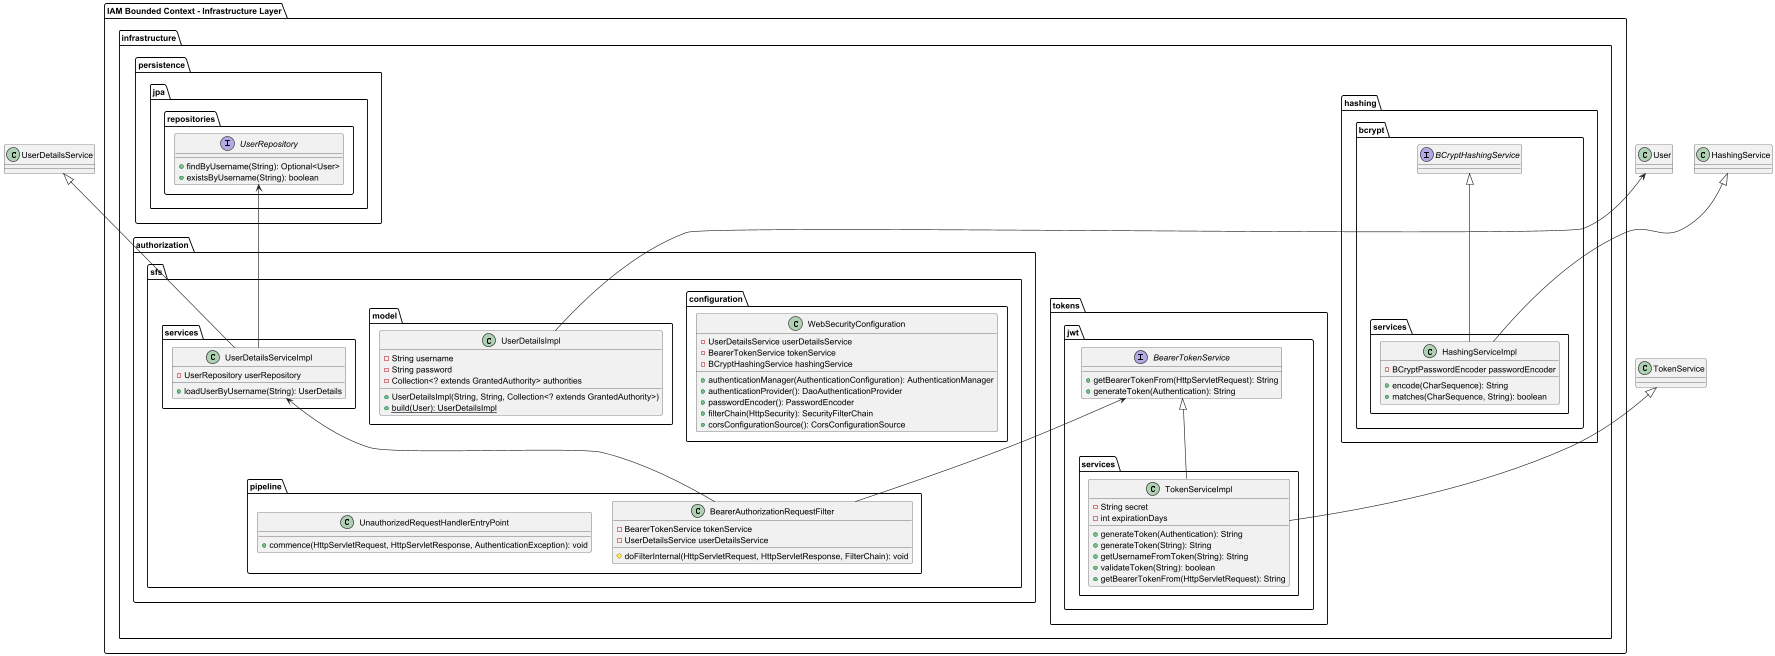 IAM Bounded Context - Infrastructure Layer
infrastructure
persistence
jpa
repositories
I UserRepository
findByUsername(String): Optional<User>
existsByUsername(String): boolean
hashing
bcrypt
I BCryptHashingService
C UserDetailsService
C User
C HashingService
authorization
sfs
configuration
C WebSecurityConfiguration
UserDetailsService userDetailsService
BearerTokenService tokenService
BCryptHashingService hashingService
authenticationManager(AuthenticationConfiguration): AuthenticationManager
authenticationProvider(): DaoAuthenticationProvider
passwordEncoder(): PasswordEncoder
filterChain(HttpSecurity): SecurityFilterChain
corsConfigurationSource(): CorsConfigurationSource
model
C UserDetailsImpl
String username
String password
Collection<? extends GrantedAuthority> authorities
UserDetailsImpl(String, String, Collection<? extends GrantedAuthority>)
build(User): UserDetailsImpl
services
C UserDetailsServiceImpl
UserRepository userRepository
loadUserByUsername(String): UserDetails
tokens
jwt
I BearerTokenService
getBearerTokenFrom(HttpServletRequest): String
generateToken(Authentication): String
services
C HashingServiceImpl
BCryptPasswordEncoder passwordEncoder
encode(CharSequence): String
matches(CharSequence, String): boolean
C TokenService
pipeline
C UnauthorizedRequestHandlerEntryPoint
commence(HttpServletRequest, HttpServletResponse, AuthenticationException): void
C BearerAuthorizationRequestFilter
BearerTokenService tokenService
UserDetailsService userDetailsService
doFilterInternal(HttpServletRequest, HttpServletResponse, FilterChain): void
services
C TokenServiceImpl
String secret
int expirationDays
generateToken(Authentication): String
generateToken(String): String
getUsernameFromToken(String): String
validateToken(String): boolean
getBearerTokenFrom(HttpServletRequest): String